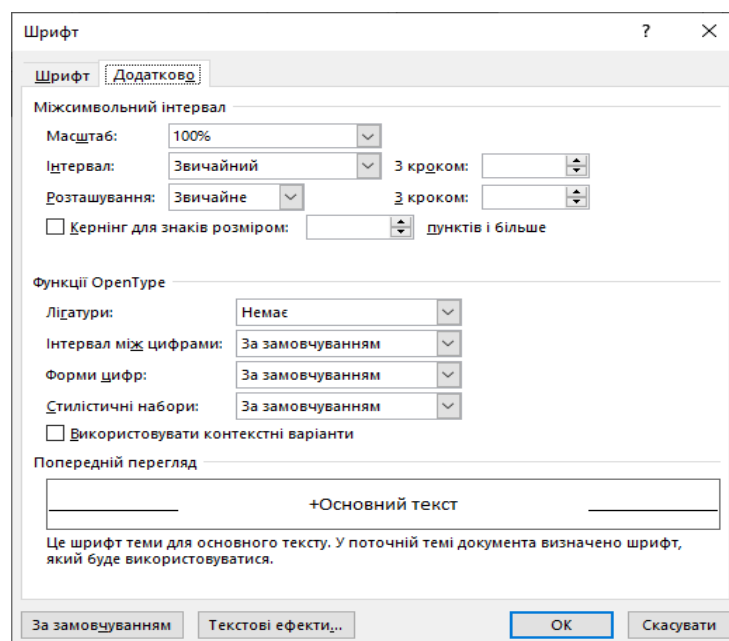 Шрифт ?
Шрифт Додатково
Міжсимвольний інтервал
Масштаб: 100%
Інтервал: Звичайний З кроком:
Розташування: Звичайне З кроком:
Кернінг для знаків розміром: пунктів і більше
Функції OpenType
Лігатури: Немає
Інтервал між цифрами: За замовчуванням
Форми цифр: За замовчуванням
Стилістичні набори: За замовчуванням
Використовувати контекстні варіанти
Попередній перегляд
+Основний текст
Це шрифт теми для основного тексту. У поточній темі документа визначено шрифт,
який буде використовуватися.
За замовчуванням Текстові ефекти... ОК Скасувати